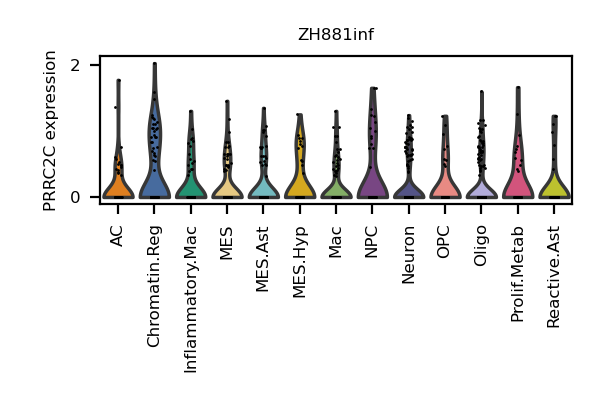 ZH881inf
PRRC2C expression
2
0
AC
Chromatin.Reg
Inflammatory.Mac
MES
MES.Ast
MES.Hyp
Mac
NPC
Neuron
OPC
Oligo
Prolif.Metab
Reactive.Ast